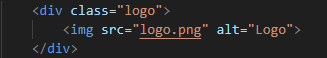 <div class="logo">
    <img src="logo.png" alt="Logo">
</div>